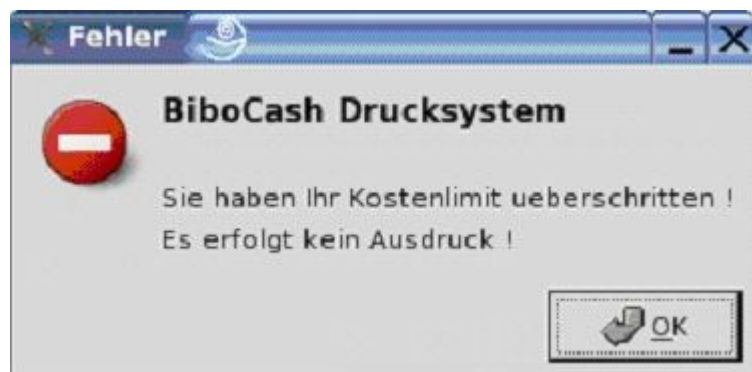 Fehler
BiboCash Drucksystem
Sie haben Ihr Kostenlimit ueberschritten !
Es erfolgt kein Ausdruck !
OK